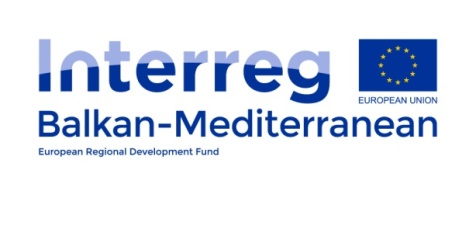 Interreg
EUROPEAN UNION
Balkan-Mediterranean
European Regional Development Fund